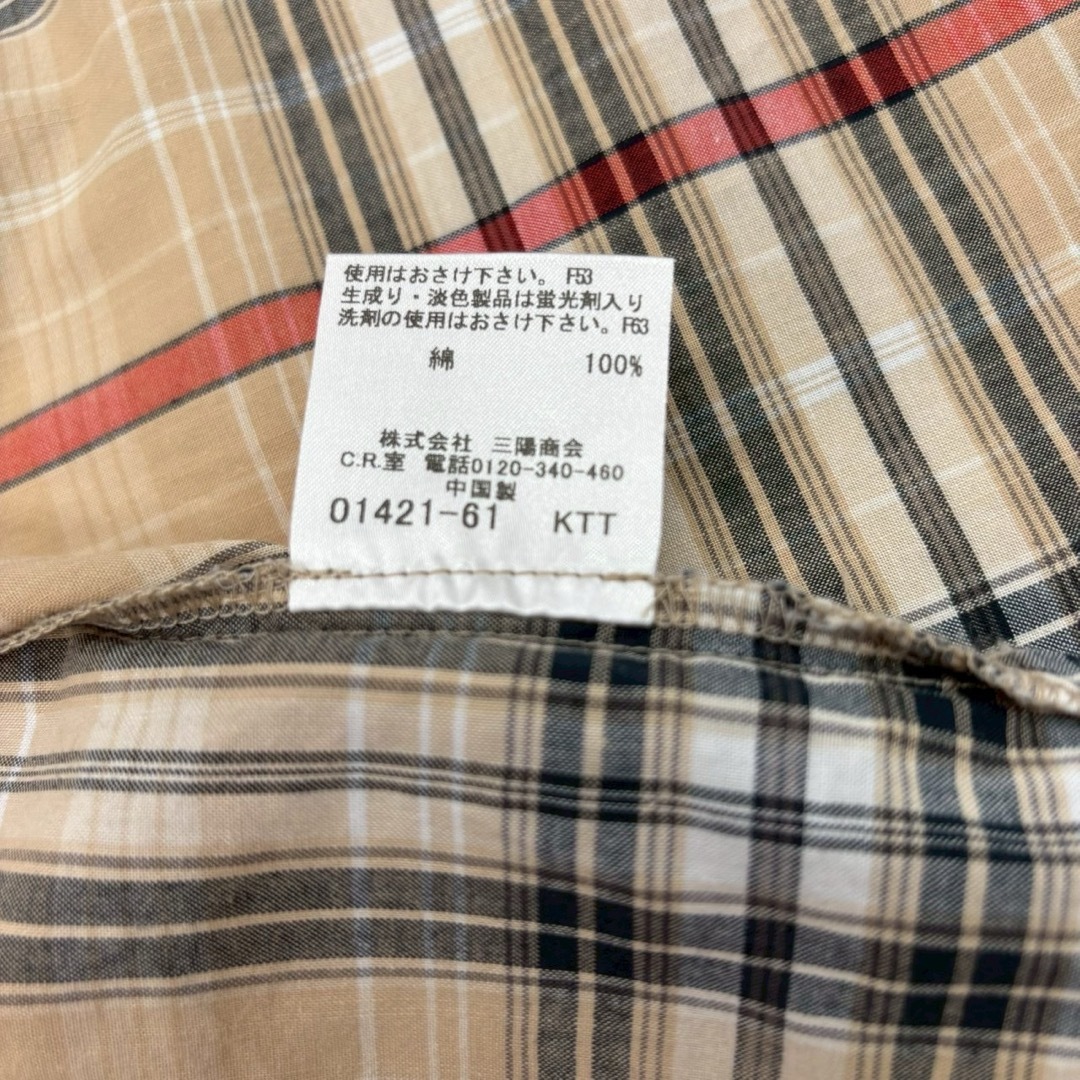 使用はおさけ下さい。 F53
生成り・淡色製品は蛍光剤入り
洗剤の使用はおさけ下さい。F63
綿 100%
株式会社 三陽商会
C.R.室 電話0120-340-460
中国製
01421-61 KTT